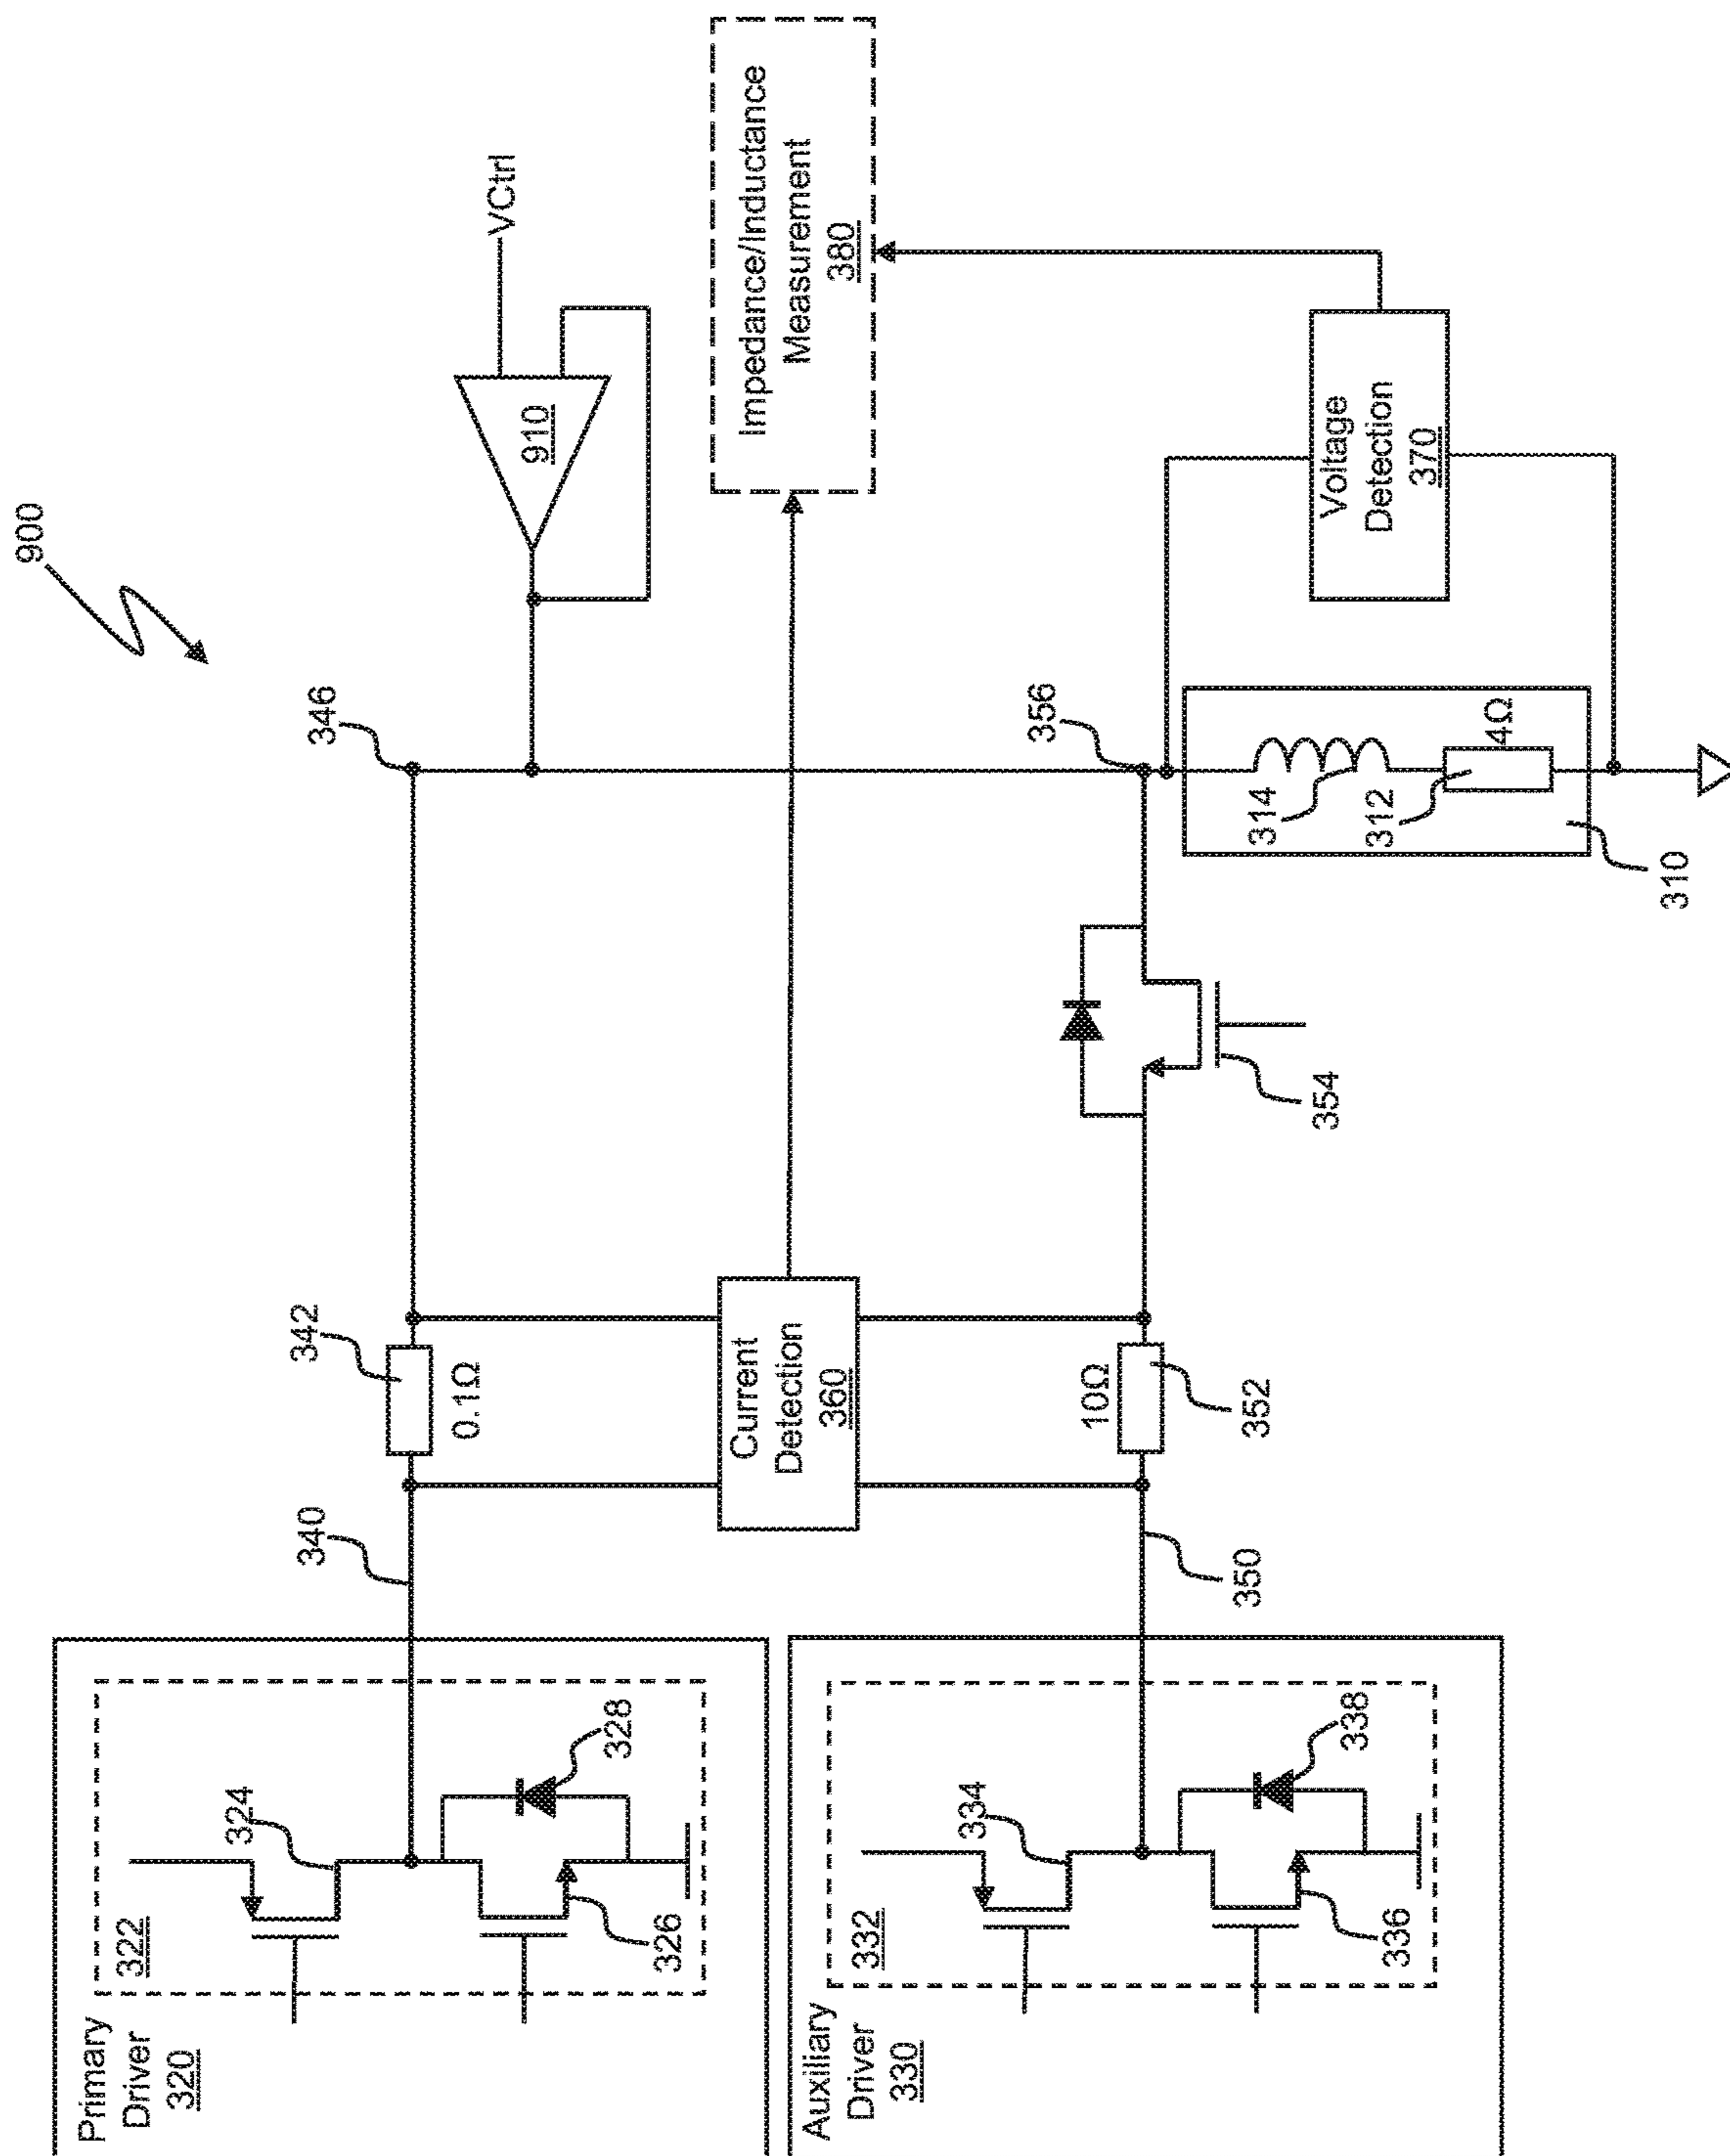 900
Primary
Driver
320
322
324
326
328
340
342
0.1Ω
346
910
VCtrl
Current
Detection
360
Impedance/Inductance
Measurement
380
Auxiliary
Driver
330
332
334
336
338
350
10Ω
352
354
356
314
312
4Ω
310
Voltage
Detection
370